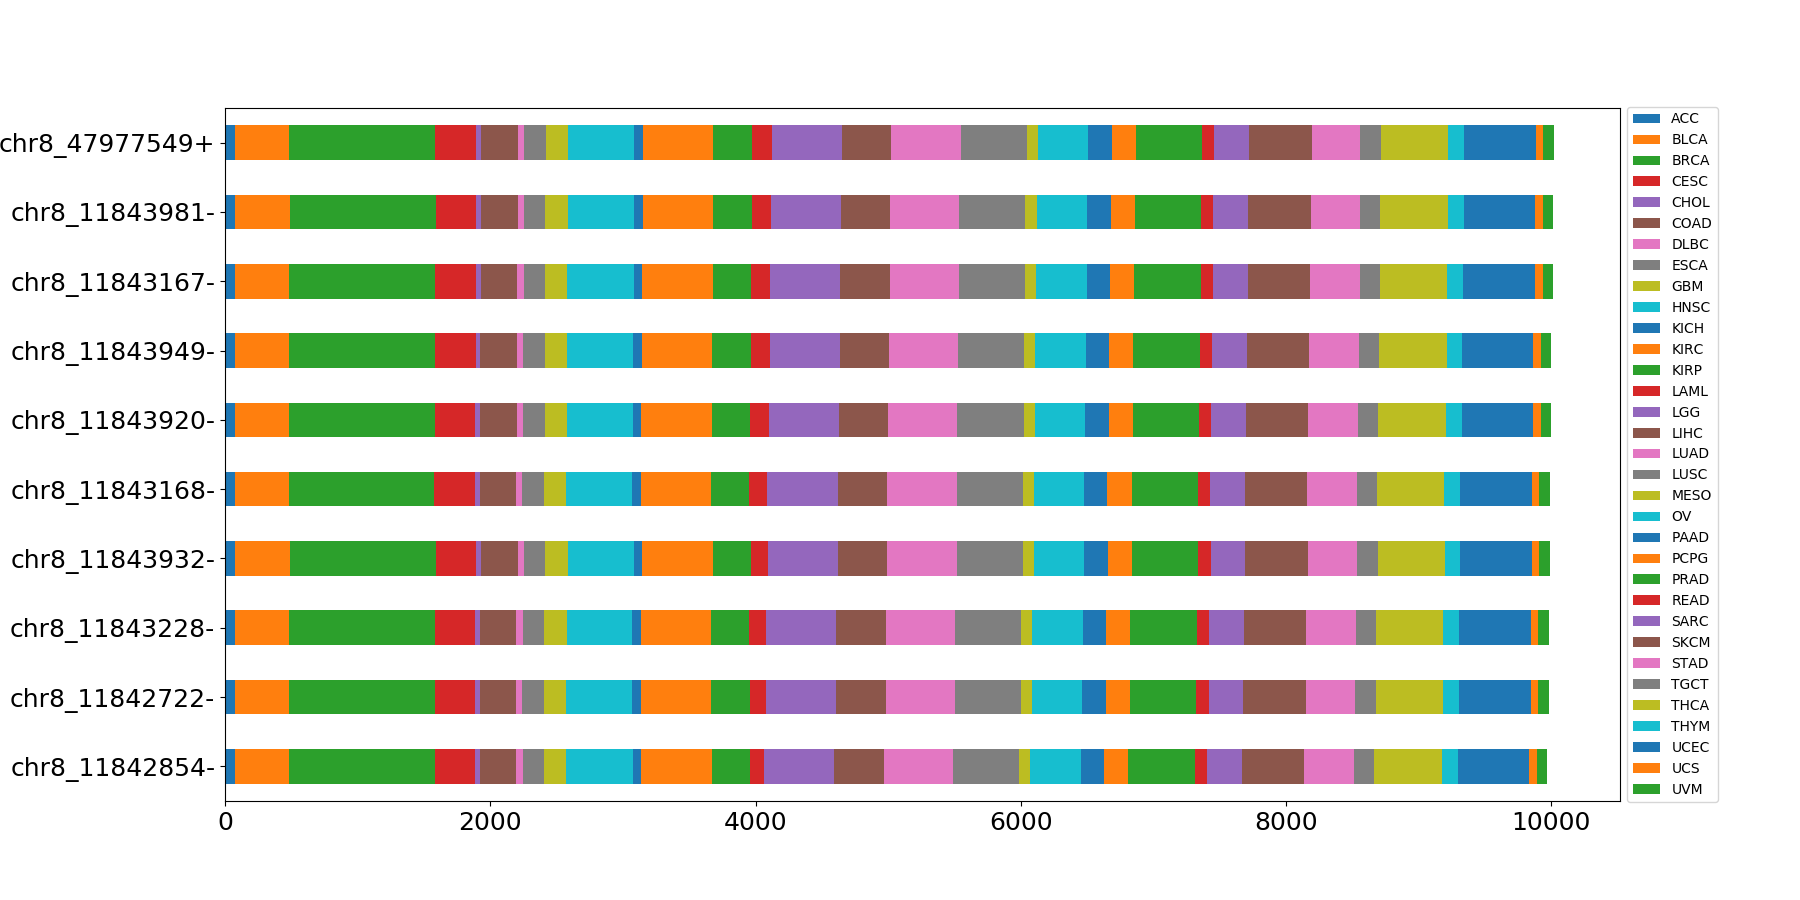 chr8_47977549+
chr8_11843981-
chr8_11843167-
chr8_11843949-
chr8_11843920-
chr8_11843168-
chr8_11843932-
chr8_11843228-
chr8_11842722-
chr8_11842854-
0 2000 4000 6000 8000 10000
ACC
BLCA
BRCA
CESC
CHOL
COAD
DLBC
ESCA
GBM
HNSC
KICH
KIRC
KIRP
LAML
LGG
LIHC
LUAD
LUSC
MESO
OV
PAAD
PCPG
PRAD
READ
SARC
SKCM
STAD
TGCT
THCA
THYM
UCEC
UCS
UVM